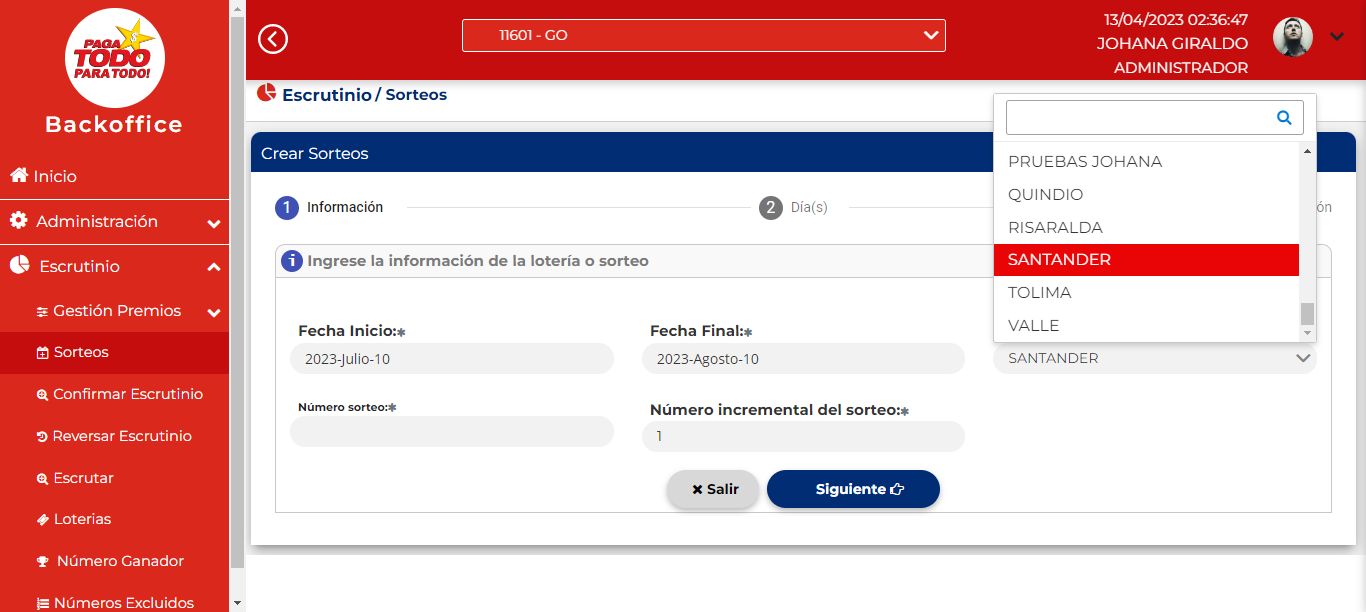 PAGA
TODO
PARA TODO!
Backoffice
Inicio
Administración
Escrutinio
Gestión Premios
Sorteos
Confirmar Escrutinio
Reversar Escrutinio
Escrutar
Loterias
Número Ganador
Números Excluidos
11601 - GO
13/04/2023 02:36:47
JOHANA GIRALDO
ADMINISTRADOR
Escrutinio / Sorteos
Crear Sorteos
1 Información
2 Día(s)
ón
i Ingrese la información de la lotería o sorteo
PRUEBAS JOHANA
QUINDIO
RISARALDA
SANTANDER
TOLIMA
VALLE
Fecha Inicio:✱
2023-Julio-10
Fecha Final:✱
2023-Agosto-10
SANTANDER
Número sorteo:✱
Número incremental del sorteo:✱
1
Salir
Siguiente